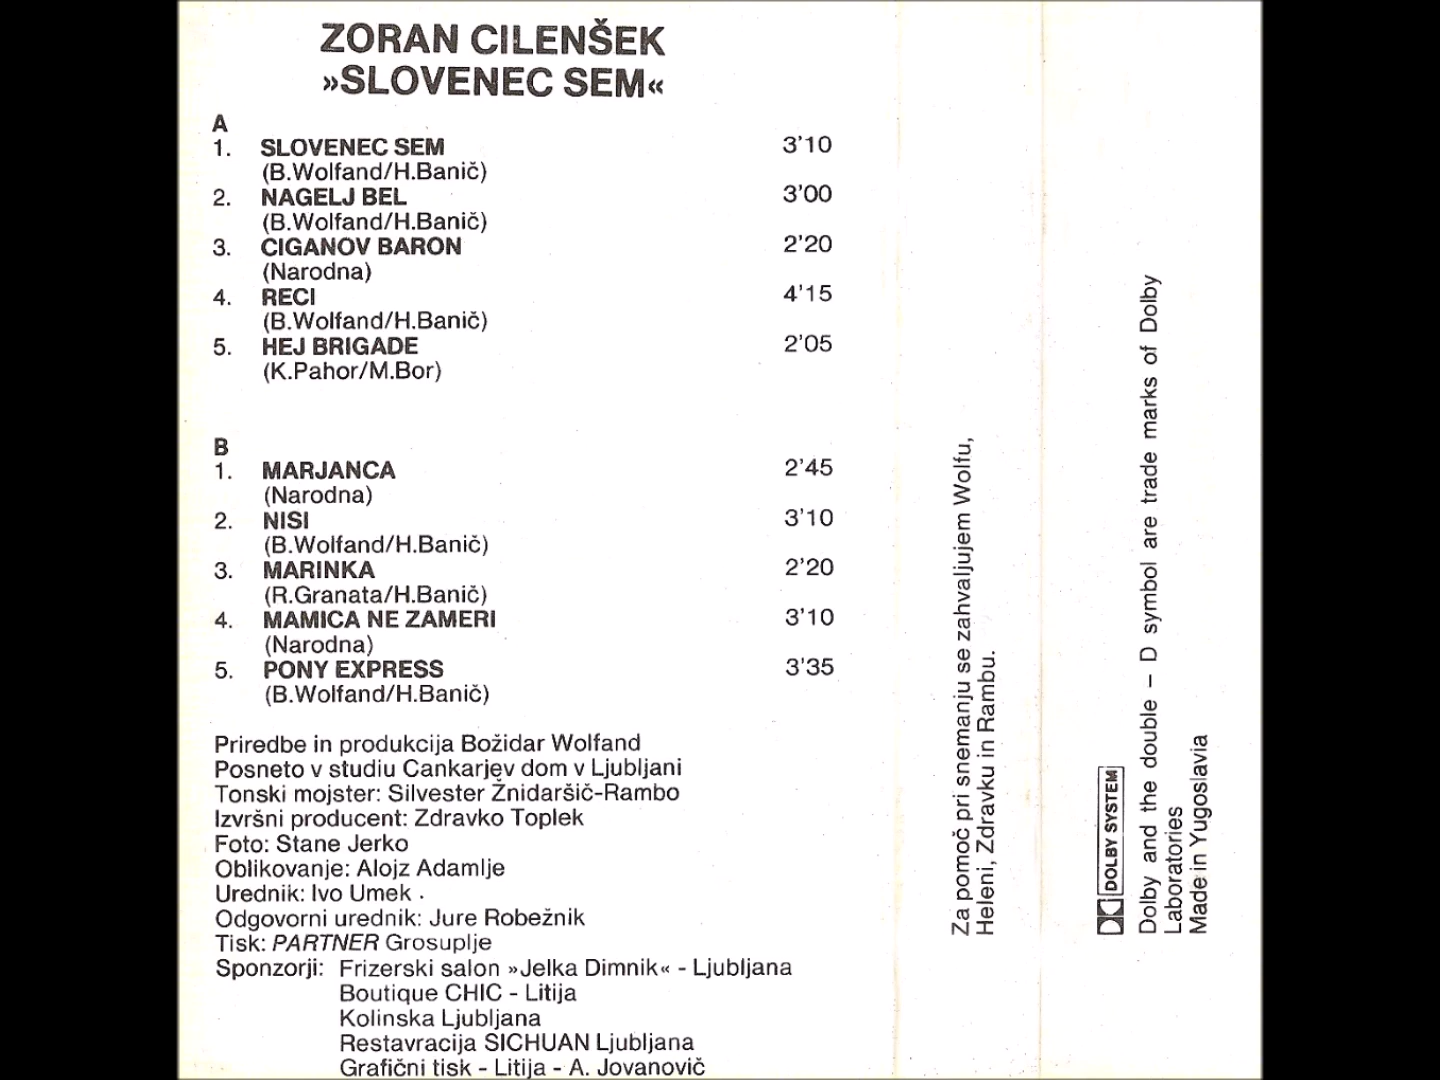 ZORAN CILENŠEK
»SLOVENEC SEM«
A
1. SLOVENEC SEM 3'10
(B.Wolfand/H.Banič)
2. NAGELJ BEL 3'00
(B.Wolfand/H.Banič)
3. CIGANOV BARON 2'20
(Narodna)
4. RECI 4'15
(B.Wolfand/H.Banič)
5. HEJ BRIGADE 2'05
(K.Pahor/M.Bor)
B
1. MARJANCA 2'45
(Narodna)
2. NISI 3'10
(B.Wolfand/H.Banič)
3. MARINKA 2'20
(R.Granata/H.Banič)
4. MAMICA NE ZAMERI 3'10
(Narodna)
5. PONY EXPRESS 3'35
(B.Wolfand/H.Banič)
Priredbe in produkcija Božidar Wolfand
Posneto v studiu Cankarjev dom v Ljubljani
Tonski mojster: Silvester Žnidaršič-Rambo
Izvršni producent: Zdravko Toplek
Foto: Stane Jerko
Oblikovanje: Alojz Adamlje
Urednik: Ivo Umek .
Odgovorni urednik: Jure Robežnik
Tisk: PARTNER Grosuplje
Sponzorji: Frizerski salon »Jelka Dimnik« - Ljubljana
Boutique CHIC - Litija
Kolinska Ljubljana
Restavracija SICHUAN Ljubljana
Grafični tisk - Litija - A. Jovanovič
Za pomoč pri snemanju se zahvaljujem Wolfu,
Heleni, Zdravku in Rambu.
DOLBY SYSTEM
Dolby and the double – D symbol are trade marks of Dolby
Laboratories
Made in Yugoslavia